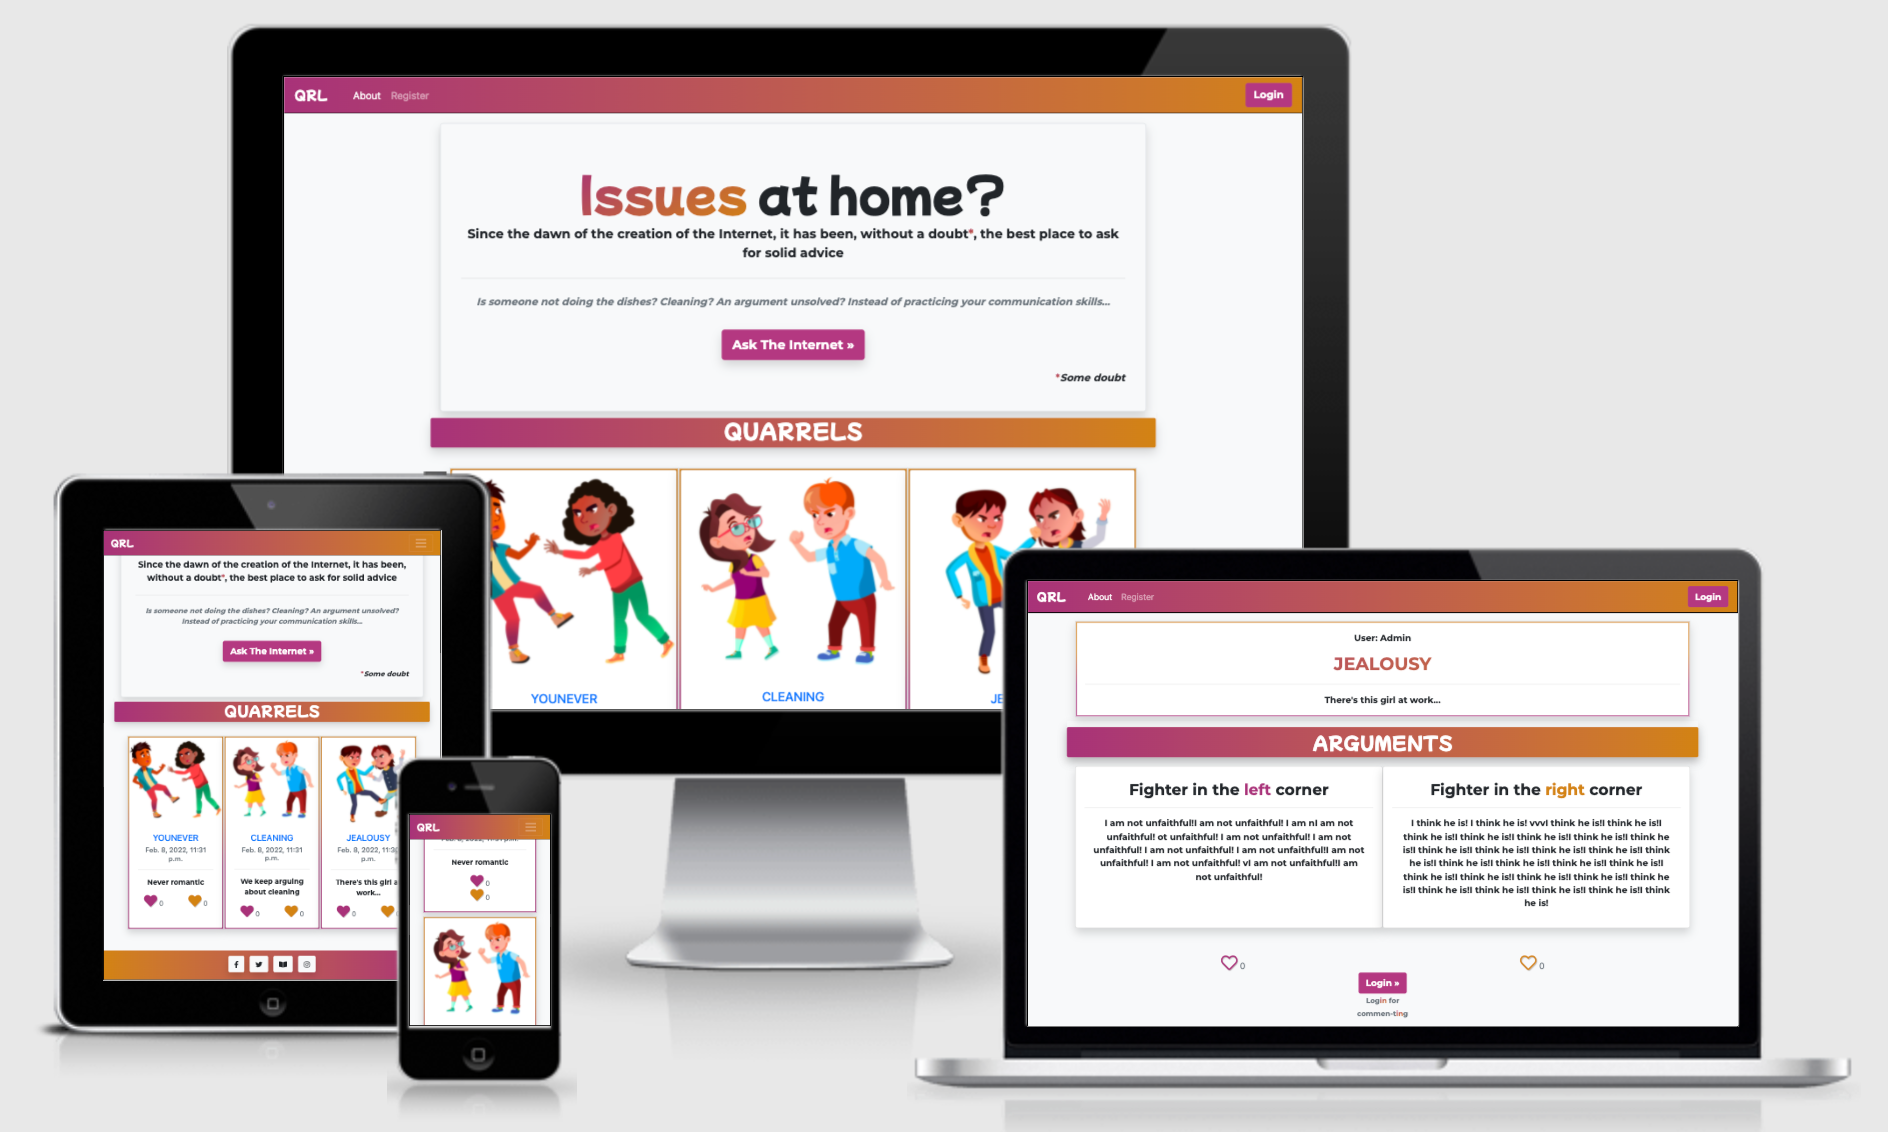 QRL About Register Login
Issues at home?
Since the dawn of the creation of the Internet, it has been, without a doubt*, the best place to ask
for solid advice
Is someone not doing the dishes? Cleaning? An argument unsolved? Instead of practicing your communication skills...
Ask The Internet »
*Some doubt
QUARRELS
YOUNEVER CLEANING JE
QRL
Since the dawn of the creation of the Internet, it has been,
without a doubt*, the best place to ask for solid advice
Is someone not doing the dishes? Cleaning? An argument unsolved?
Instead of practicing your communication skills...
Ask The Internet »
*Some doubt
QUARRELS
YOUNEVER CLEANING JEALOUSY
Feb. 8, 2022, 11:31 Feb. 8, 2022, 11:31 Feb. 8, 2022, 11:3
p.m. p.m. p.m.
Never romantic We keep arguing There's this girl a
about cleaning work...
0 0 0 0 0
QRL
Never romantic
0
0
QRL About Register Login
User: Admin
JEALOUSY
There's this girl at work...
ARGUMENTS
Fighter in the left corner
I am not unfaithful!I am not unfaithful! I am nI am not
unfaithful! ot unfaithful! I am not unfaithful! I am not
unfaithful! I am not unfaithful! I am not unfaithful!I am not
unfaithful! I am not unfaithful! vI am not unfaithful!I am
not unfaithful!
Fighter in the right corner
I think he is! I think he is! vvvI think he is!I think he is!I
think he is!I think he is!I think he is!I think he is!I think he
is!I think he is!I think he is!I think he is!I think he is!I think
he is!I think he is!I think he is!I think he is!I think he is!I
think he is!I think he is!I think he is!I think he is!I think he
is!I think he is!I think he is!I think he is!I think he is!I think
he is!
0 0
Login »
Login for
commen-ting